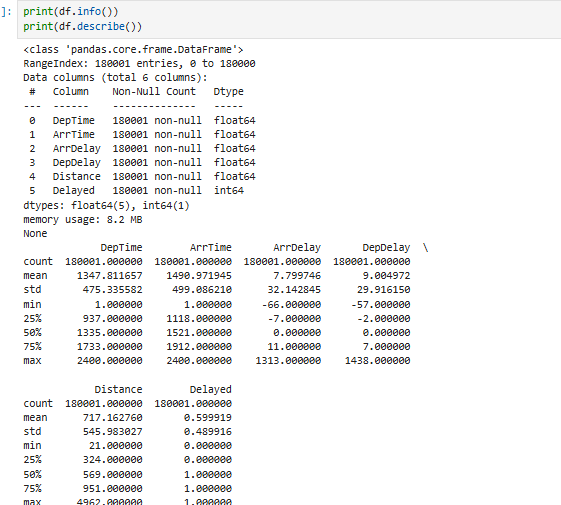 ]: print(df.info())
print(df.describe())
<class 'pandas.core.frame.DataFrame'>
RangeIndex: 180001 entries, 0 to 180000
Data columns (total 6 columns):
 #   Column    Non-Null Count   Dtype
---  ------    --------------   -----
 0   DepTime   180001 non-null  float64
 1   ArrTime   180001 non-null  float64
 2   ArrDelay  180001 non-null  float64
 3   DepDelay  180001 non-null  float64
 4   Distance  180001 non-null  float64
 5   Delayed   180001 non-null  int64
dtypes: float64(5), int64(1)
memory usage: 8.2 MB
None
             DepTime        ArrTime       ArrDelay       DepDelay  \
count  180001.000000  180001.000000  180001.000000  180001.000000
mean     1347.811657    1490.971945       7.799746       9.004972
std       475.335582     499.086210      32.142845      29.916150
min         1.000000       1.000000     -66.000000     -57.000000
25%       937.000000    1118.000000      -7.000000      -2.000000
50%      1335.000000    1521.000000       0.000000       0.000000
75%      1733.000000    1912.000000      11.000000       7.000000
max      2400.000000    2400.000000    1313.000000    1438.000000
            Distance        Delayed
count  180001.000000  180001.000000
mean      717.162760       0.599919
std       545.983027       0.489916
min        21.000000       0.000000
25%       324.000000       0.000000
50%       569.000000       1.000000
75%       951.000000       1.000000
max      4962.000000       1.000000